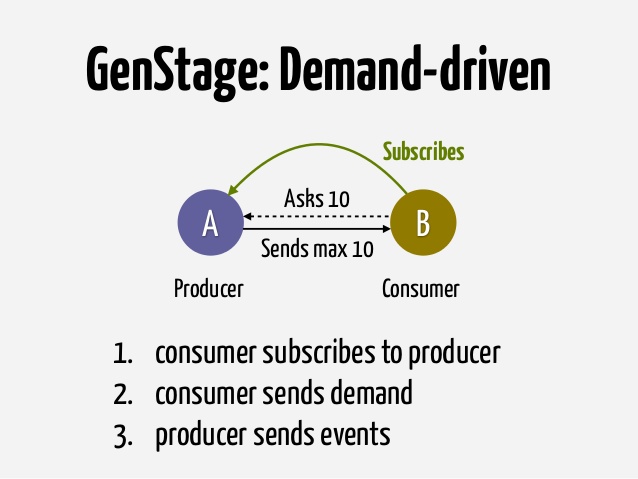 GenStage: Demand-driven
Subscribes
Asks 10
A
B
Sends max 10
Producer
Consumer
1. consumer subscribes to producer
2. consumer sends demand
3. producer sends events